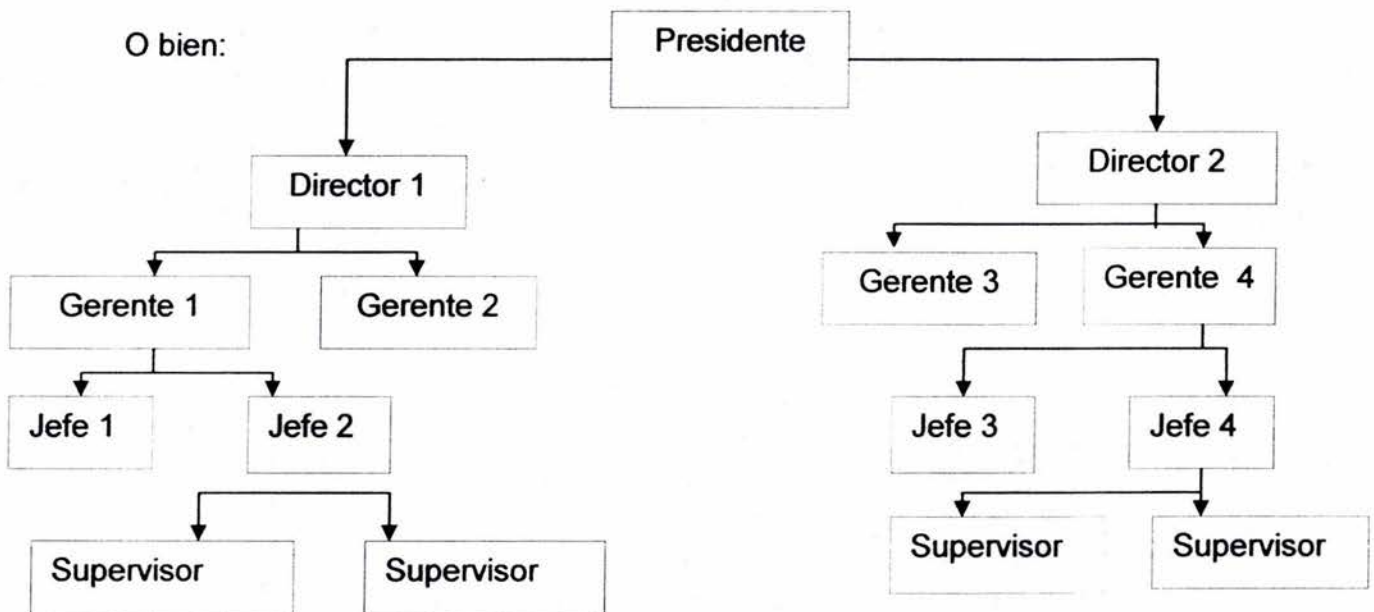 O bien:
Presidente
Director 1
Director 2
Gerente 1
Gerente 2
Gerente 3
Gerente 4
Jefe 1
Jefe 2
Jefe 3
Jefe 4
Supervisor
Supervisor
Supervisor
Supervisor